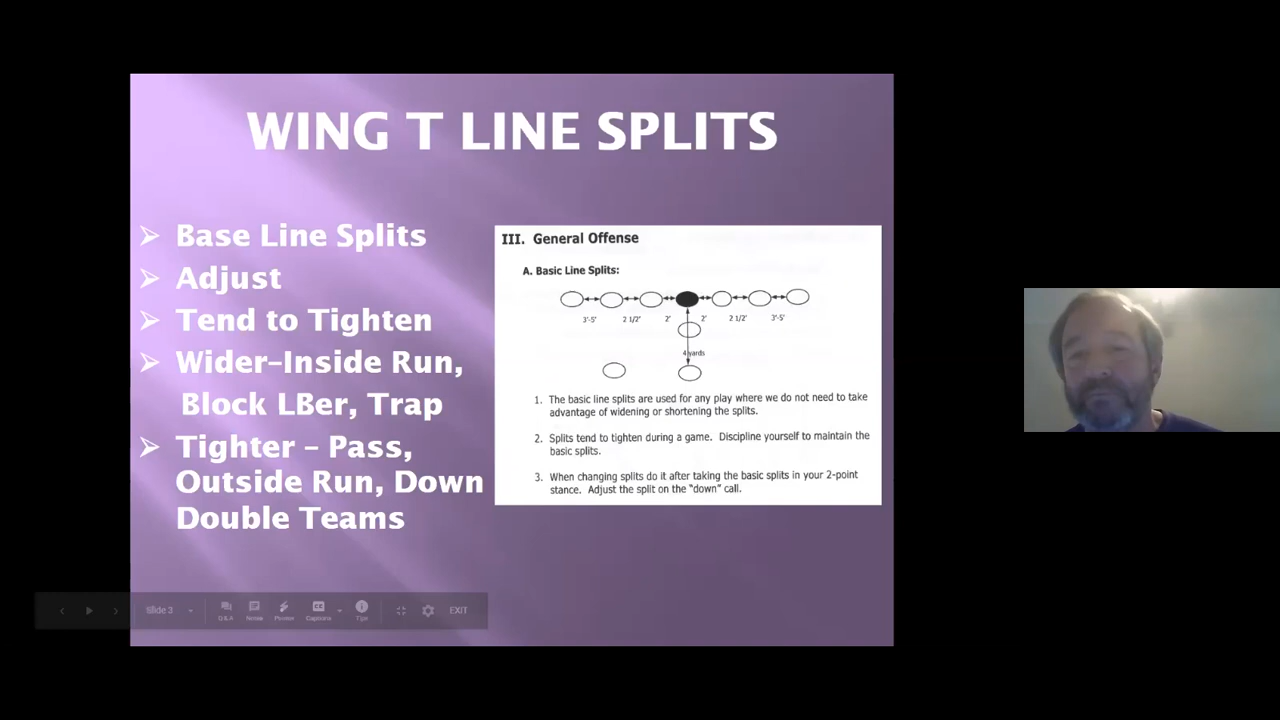 WING T LINE SPLITS
Base Line Splits
Adjust
Tend to Tighten
Wider-Inside Run,
Block LBer, Trap
Tighter – Pass,
Outside Run, Down
Double Teams
III. General Offense
A. Basic Line Splits:
3'-5' 2 1/2' 2' 2' 2 1/2' 3'-5'
4 yards
1. The basic line splits are used for any play where we do not need to take
advantage of widening or shortening the splits.
2. Splits tend to tighten during a game. Discipline yourself to maintain the
basic splits.
3. When changing splits do it after taking the basic splits in your 2-point
stance. Adjust the split on the "down" call.
Slide 3
Q&A Notes Pointer Captions Tips EXIT